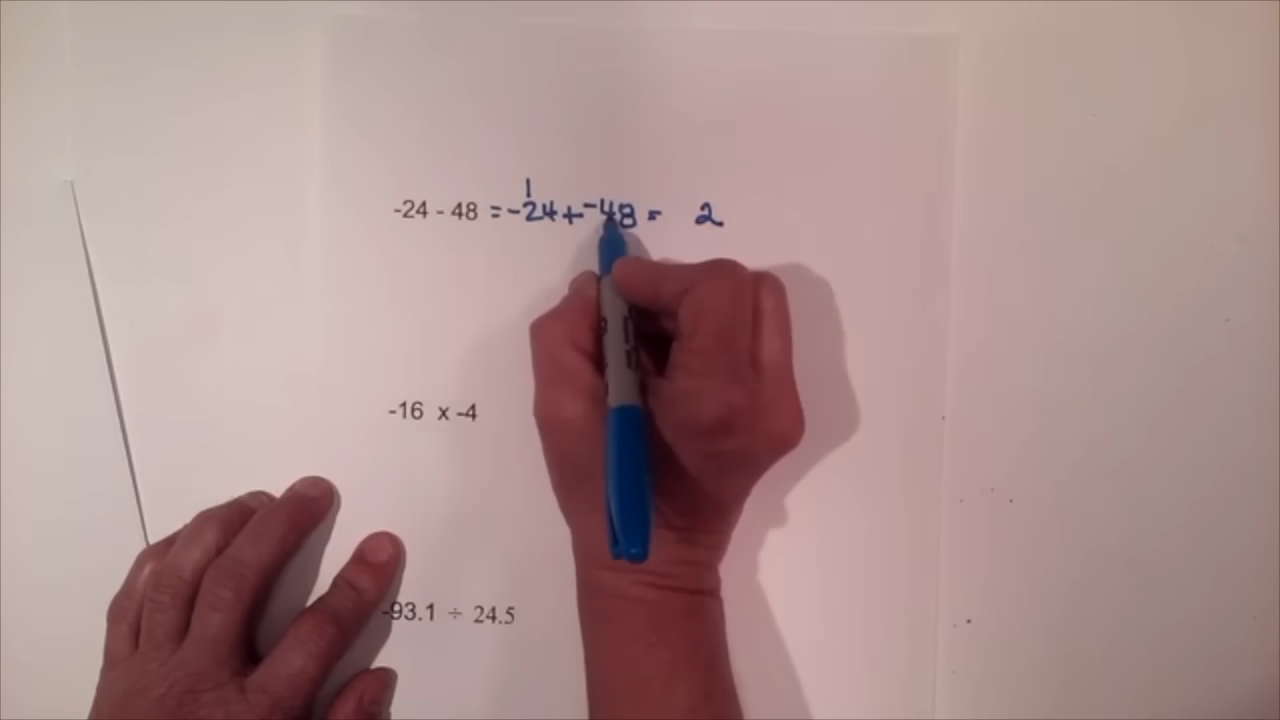 1
-24 - 48 = -24 + -48 = 2
-16 x -4
-93.1 ÷ 24.5